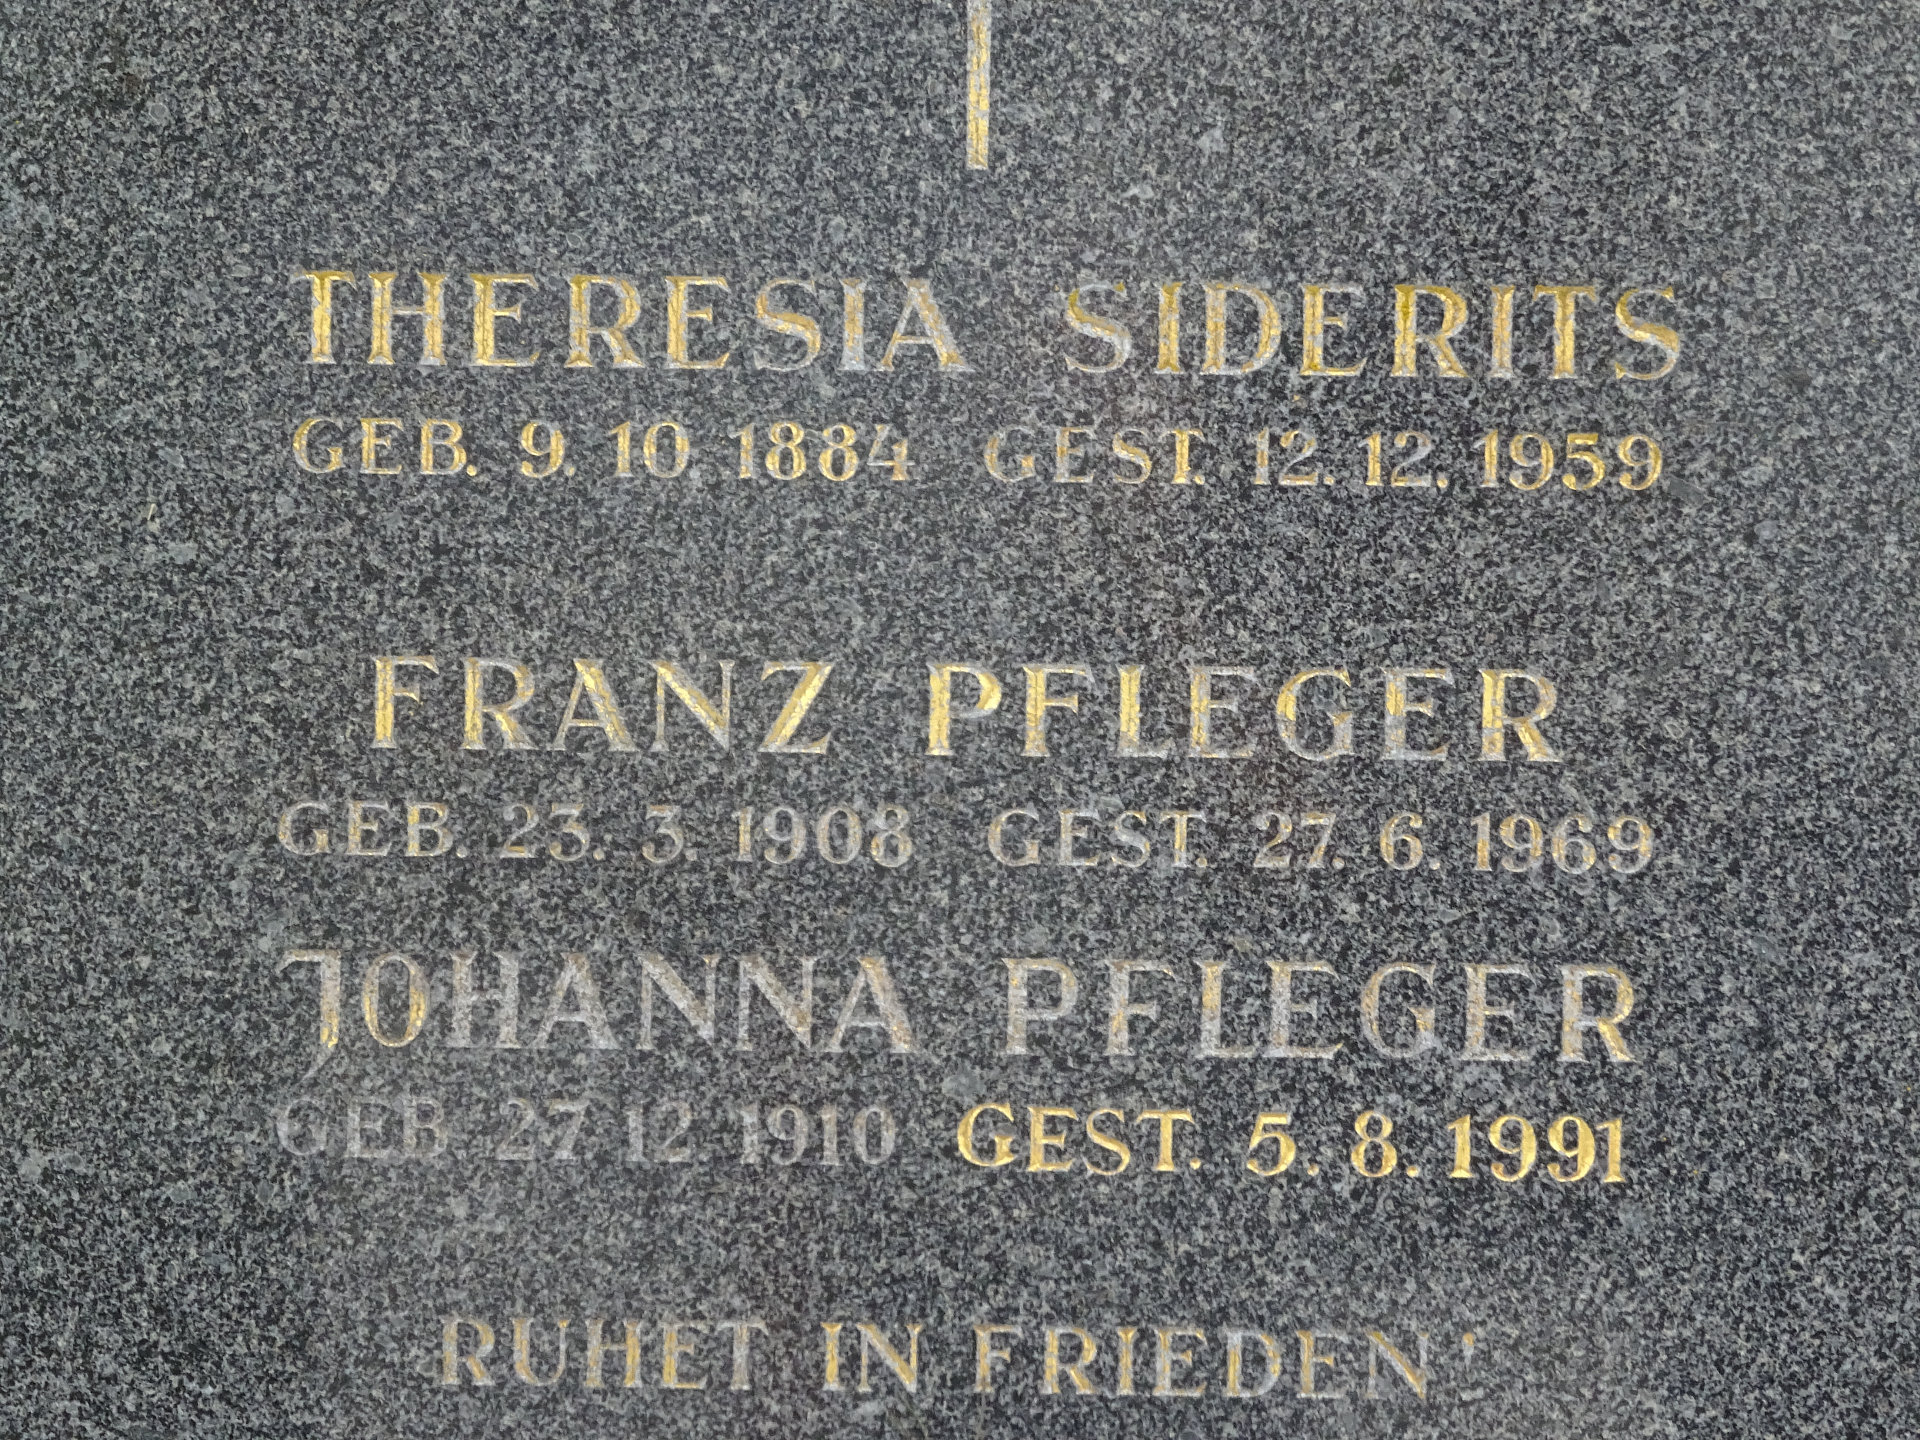 THERESIA SIDERITS
GEB. 9. 10 1884 GEST. 12. 12. 1959
FRANZ PFLEGER
GEB. 23. 3. 1908 GEST. 27. 6. 1969
JOHANNA PFLEGER
GEB 27 12 1910 GEST. 5. 8. 1991
RUHET IN FRIEDEN!